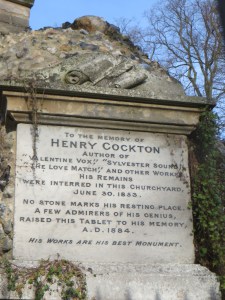 To the memory of
Henry Cockton
Author of
"Valentine Vox," "Sylvester Sound,"
"The Love Match," and other Works.
His Remains
were interred in this Churchyard,
June 30. 1853.
No stone marks his resting-place,
A few admirers of his genius,
raised this Tablet to his memory,
A.D. 1884.
His Works are his best Monument.